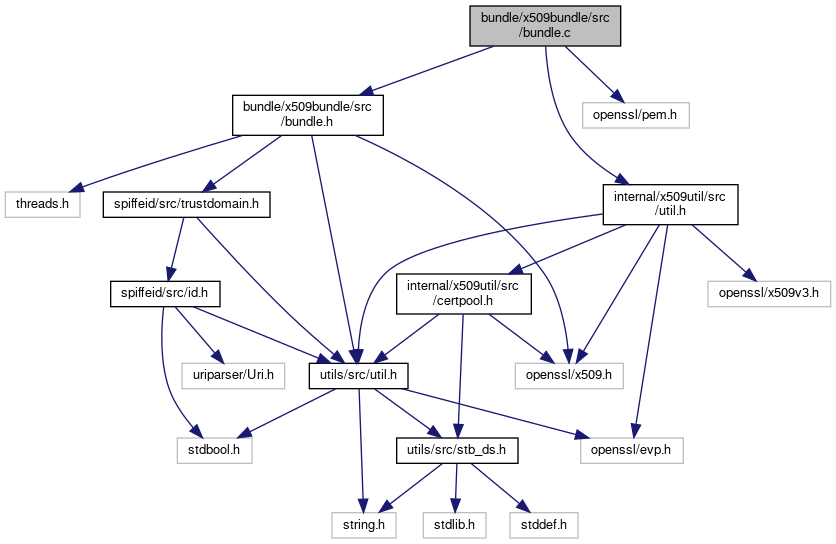 bundle/x509bundle/src
/bundle.c
bundle/x509bundle/src
/bundle.h
openssl/pem.h
threads.h
spiffeid/src/trustdomain.h
internal/x509util/src
/util.h
spiffeid/src/id.h
internal/x509util/src
/certpool.h
openssl/x509v3.h
uriparser/Uri.h
utils/src/util.h
openssl/x509.h
stdbool.h
utils/src/stb_ds.h
openssl/evp.h
string.h
stdlib.h
stddef.h